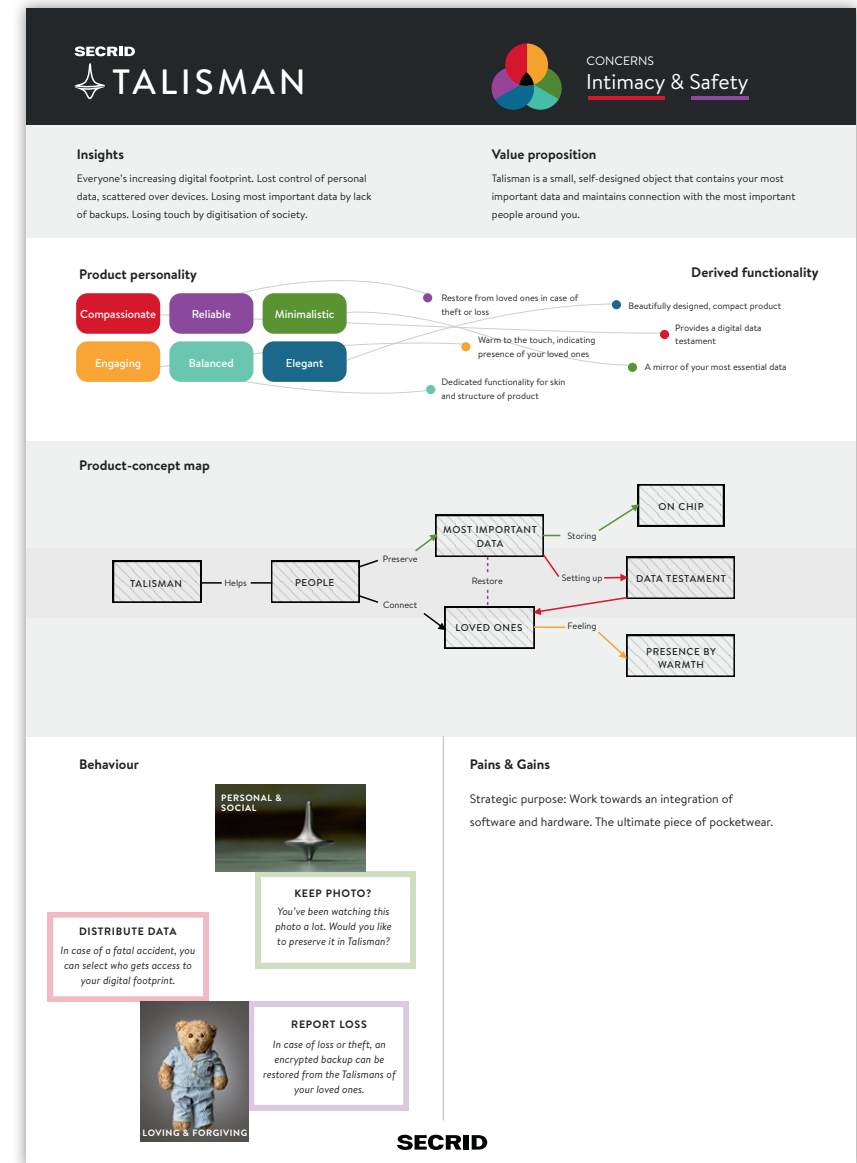 SECRID
TALISMAN
CONCERNS
Intimacy & Safety
Insights
Everyone's increasing digital footprint. Lost control of personal
data, scattered over devices. Losing most important data by lack
of backups. Losing touch by digitisation of society.
Value proposition
Talisman is a small, self-designed object that contains your most
important data and maintains connection with the most important
people around you.
Product personality
Derived functionality
Compassionate
Reliable
Minimalistic
Engaging
Balanced
Elegant
Restore from loved ones in case of
theft or loss
Warm to the touch, indicating
presence of your loved ones
Dedicated functionality for skin
and structure of product
Beautifully designed, compact product
Provides a digital data
testament
A mirror of your most essential data
Product-concept map
TALISMAN
Helps
PEOPLE
Preserve
Connect
MOST IMPORTANT
DATA
Restore
LOVED ONES
Storing
Setting up
Feeling
ON CHIP
DATA TESTAMENT
PRESENCE BY
WARMTH
Behaviour
PERSONAL &
SOCIAL
KEEP PHOTO?
You've been watching this
photo a lot. Would you like
to preserve it in Talisman?
DISTRIBUTE DATA
In case of a fatal accident, you
can select who gets access to
your digital footprint.
REPORT LOSS
In case of loss or theft, an
encrypted backup can be
restored from the Talismans of
your loved ones.
LOVING & FORGIVING
Pains & Gains
Strategic purpose: Work towards an integration of
software and hardware. The ultimate piece of pocketwear.
SECRID